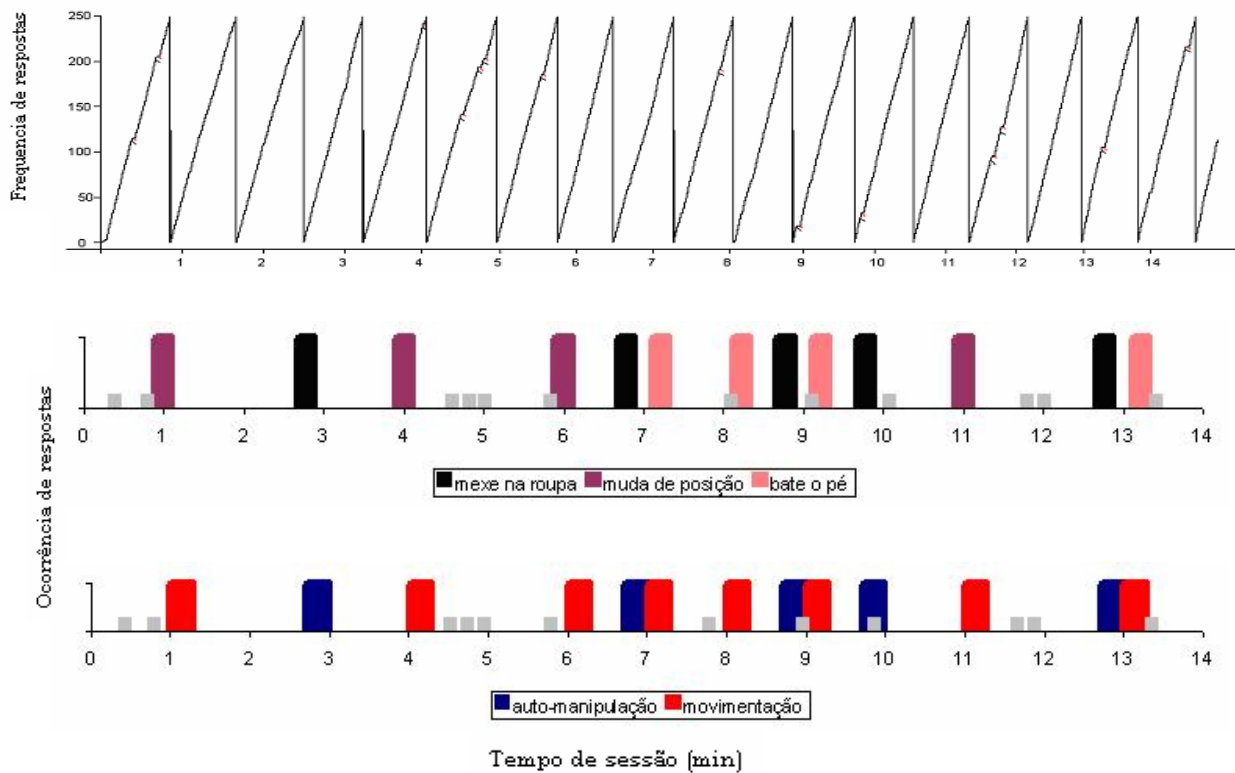 Frequencia de respostas
250
200
150
100
50
0
1 2 3 4 5 6 7 8 9 10 11 12 13 14
Ocorrência de respostas
0 1 2 3 4 5 6 7 8 9 10 11 12 13 14
mexe na roupa muda de posição bate o pé
0 1 2 3 4 5 6 7 8 9 10 11 12 13 14
auto-manipulação movimentação
Tempo de sessão (min)